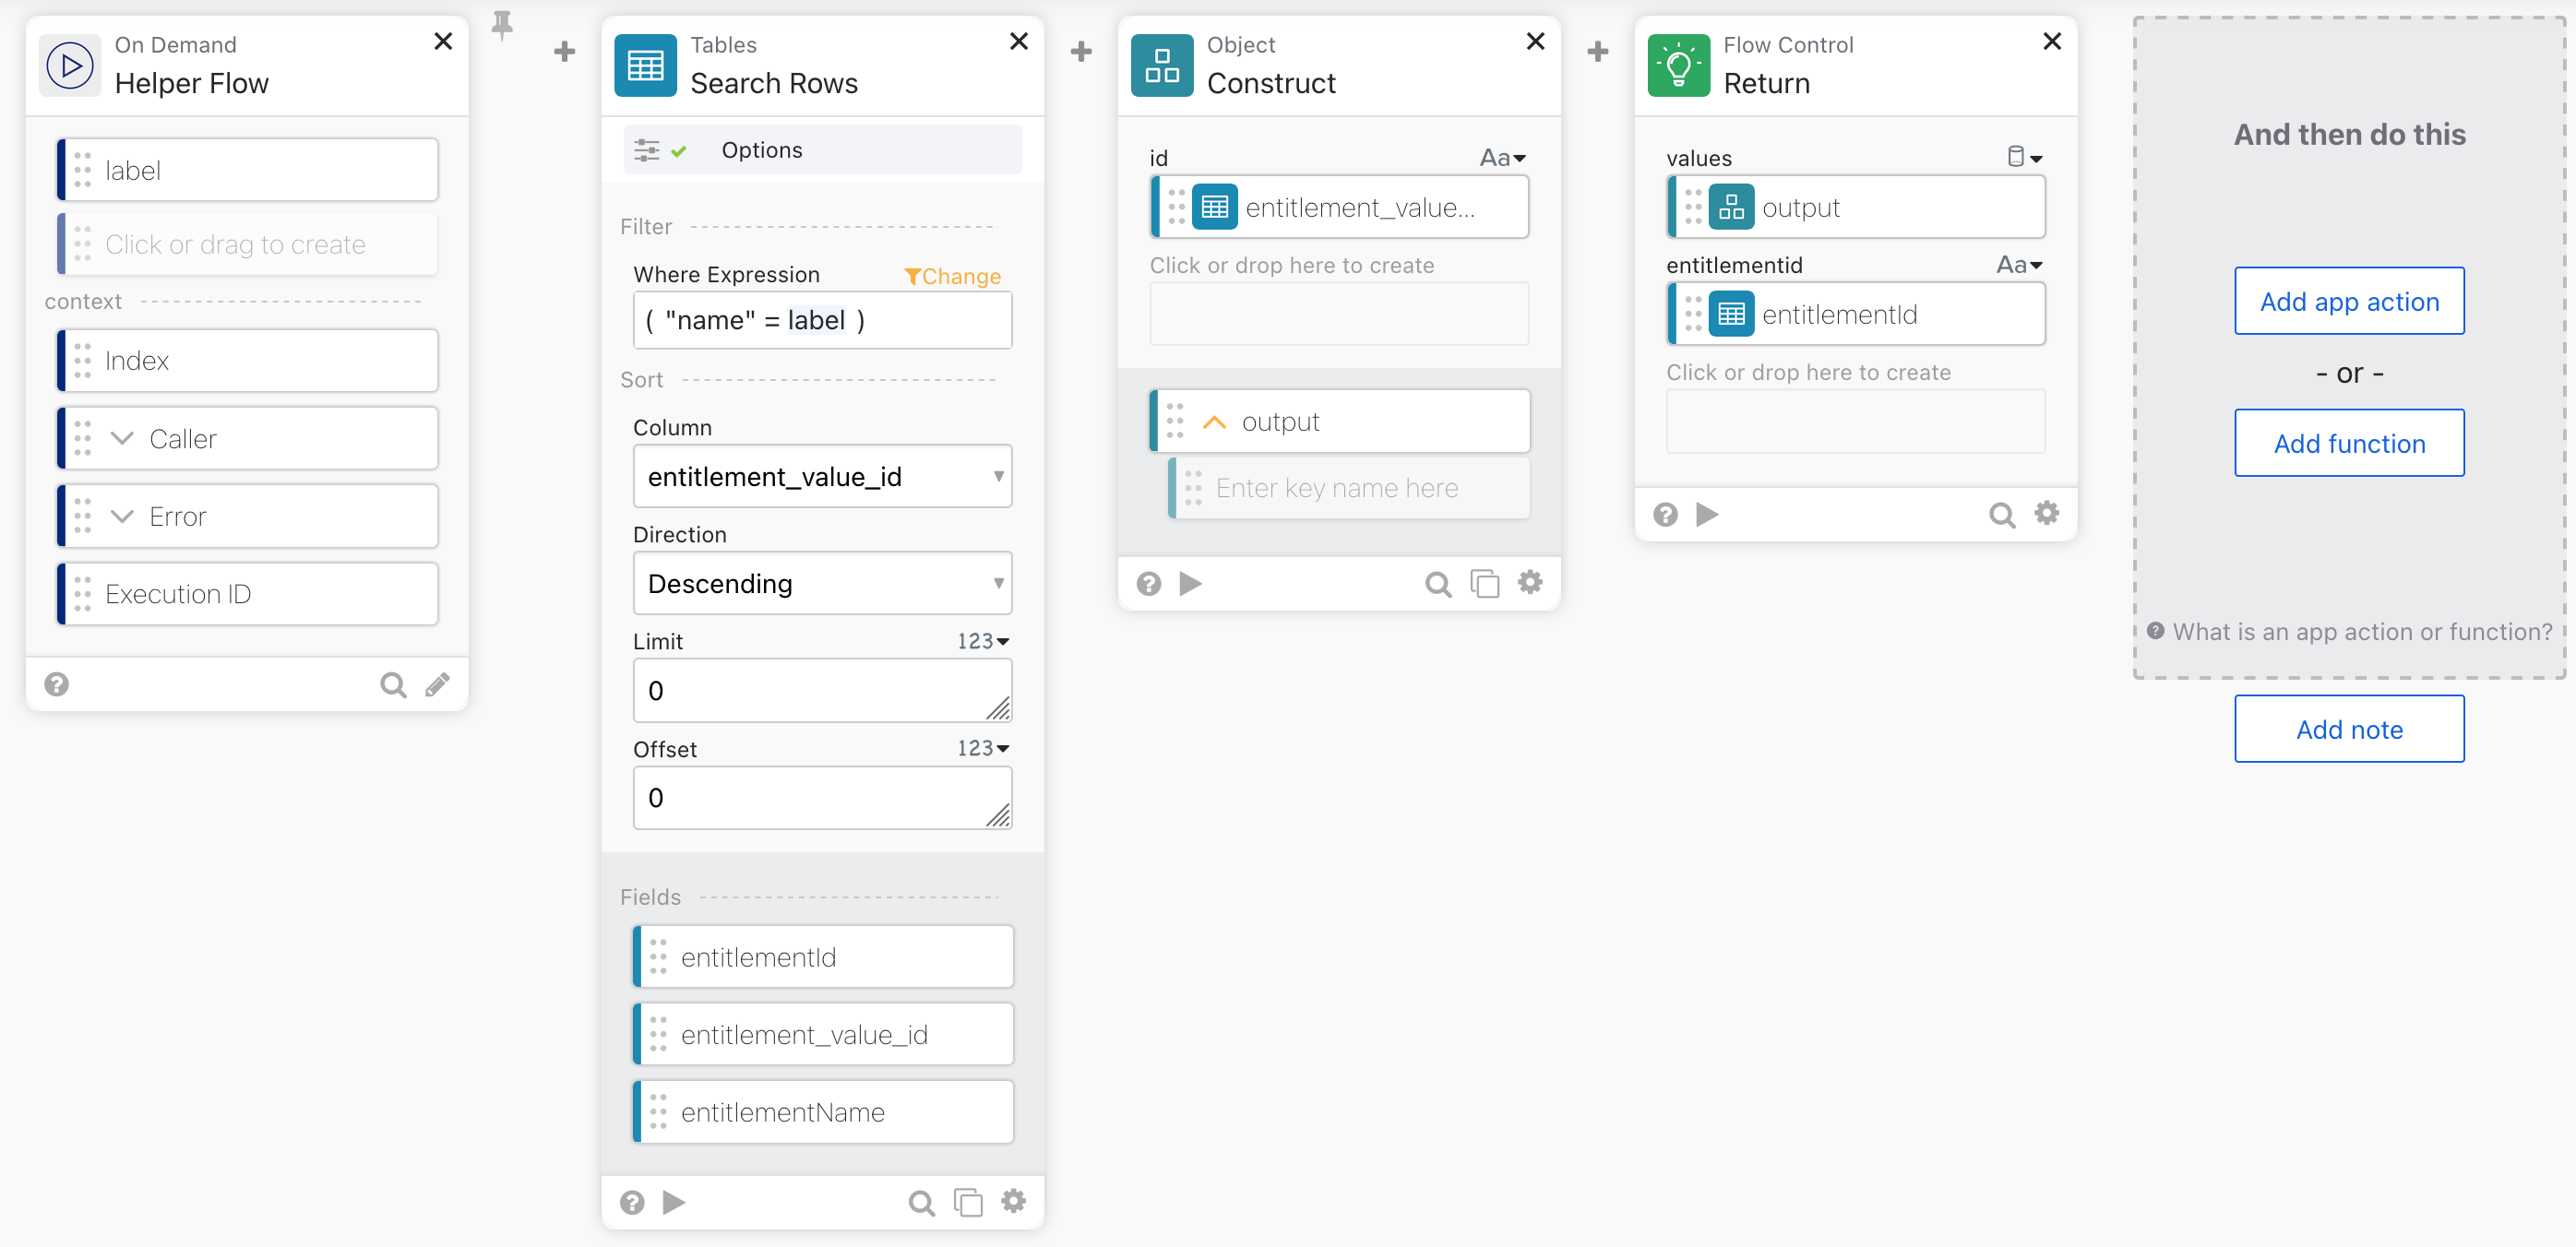 On Demand
Helper Flow
label
Click or drag to create
context
Index
Caller
Error
Execution ID
Tables
Search Rows
Options
Filter
Where Expression
Change
( "name" = label )
Sort
Column
entitlement_value_id
Direction
Descending
Limit
123
0
Offset
123
0
Fields
entitlementId
entitlement_value_id
entitlementName
Object
Construct
id
Aa
entitlement_value...
Click or drop here to create
output
Enter key name here
Flow Control
Return
values
output
entitlementid
Aa
entitlementId
Click or drop here to create
And then do this
Add app action
- or -
Add function
What is an app action or function?
Add note